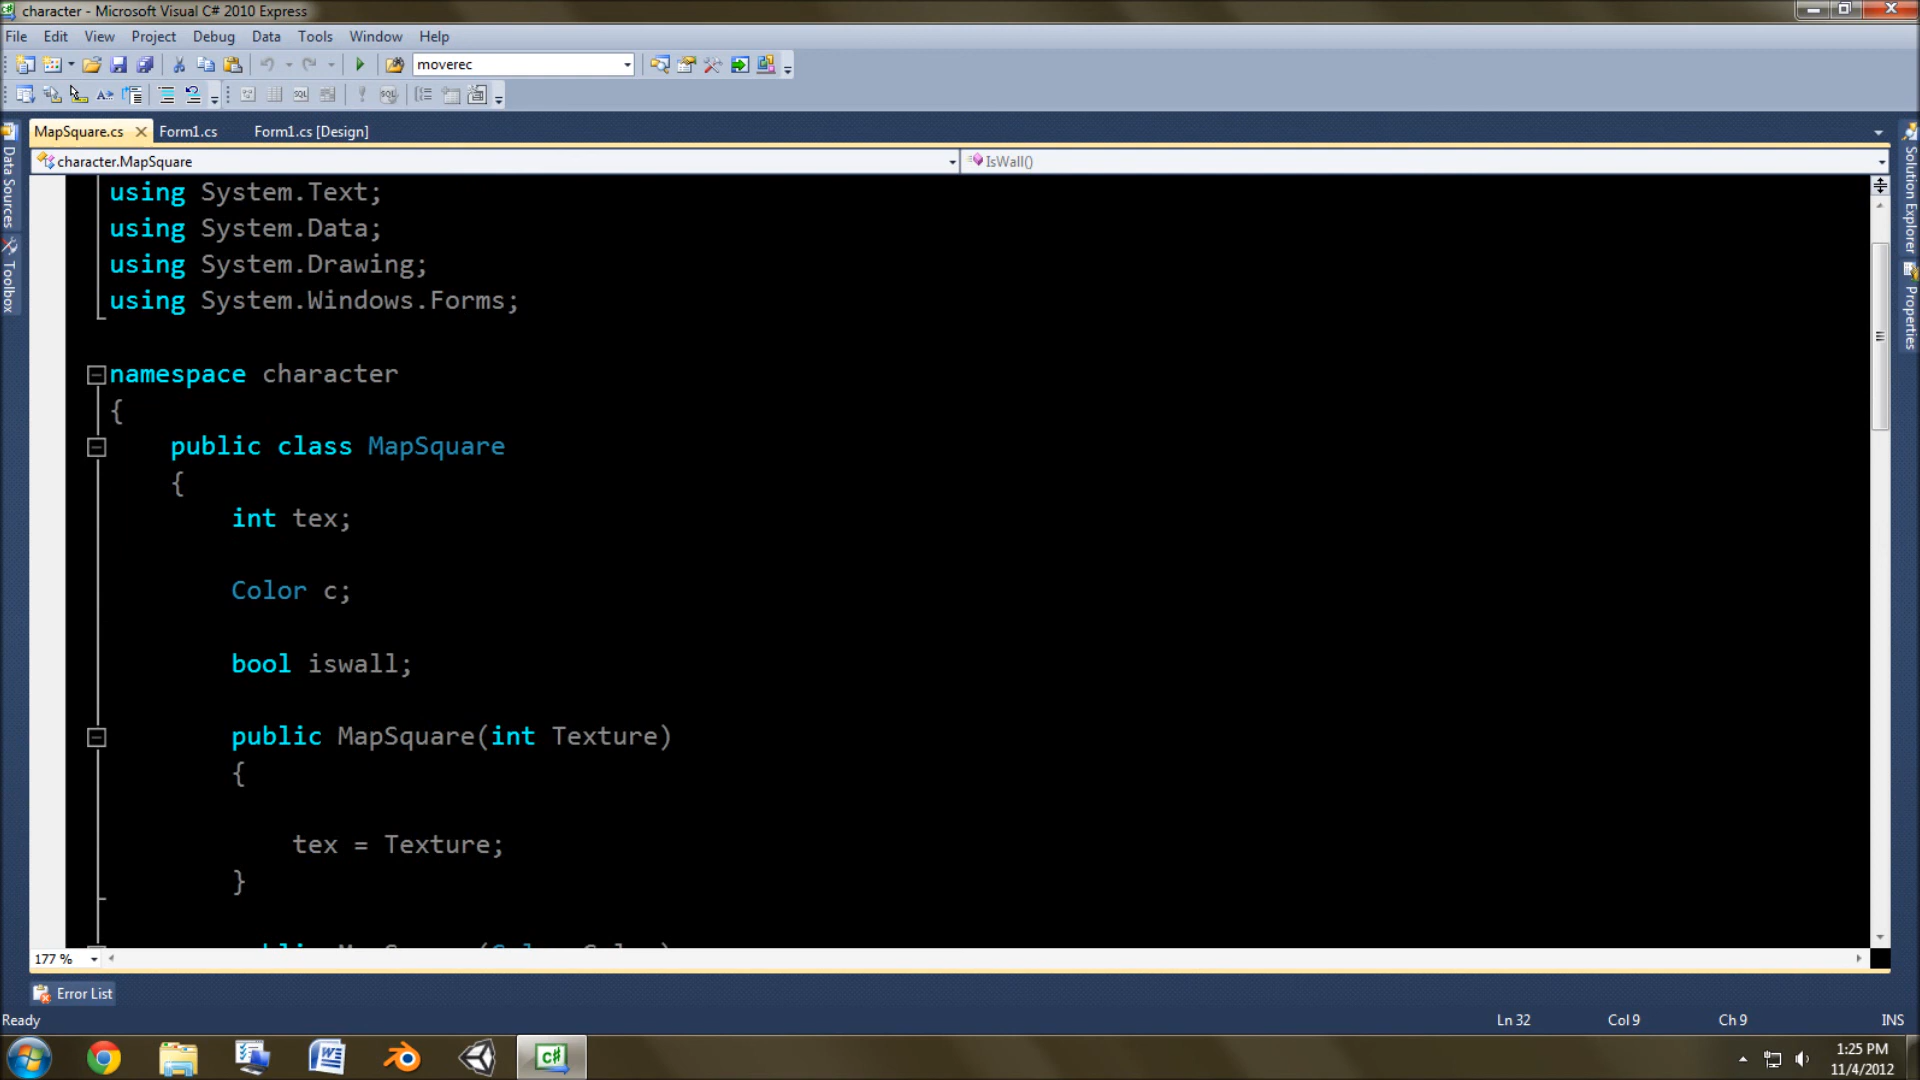 character - Microsoft Visual C# 2010 Express
File Edit View Project Debug Data Tools Window Help
moverec
MapSquare.cs Form1.cs Form1.cs [Design]
character.MapSquare IsWall()
Data Sources
Toolbox
Solution Explorer
Properties
using System.Text;
using System.Data;
using System.Drawing;
using System.Windows.Forms;
namespace character
{
public class MapSquare
{
int tex;
Color c;
bool iswall;
public MapSquare(int Texture)
{
tex = Texture;
}
177 %
Error List
Ready Ln 32 Col 9 Ch 9 INS
1:25 PM
11/4/2012